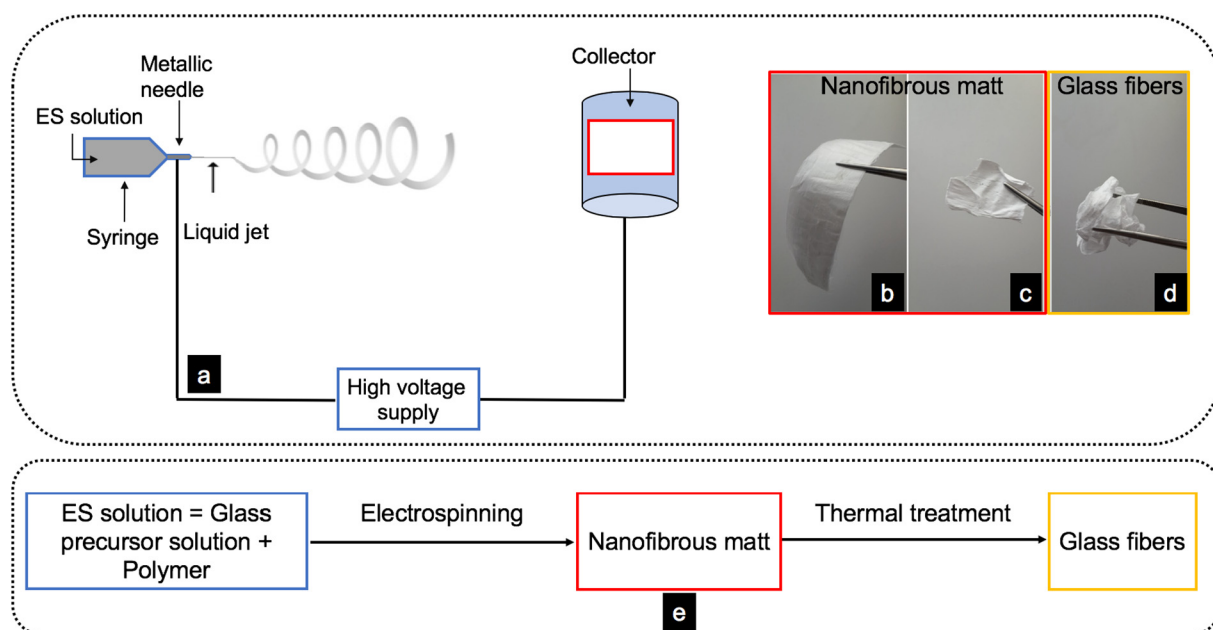 Metallic
needle
ES solution
Syringe
Liquid jet
Collector
High voltage
supply
a
Nanofibrous matt
Glass fibers
b
c
d
ES solution = Glass
precursor solution +
Polymer
Electrospinning
Nanofibrous matt
Thermal treatment
Glass fibers
e